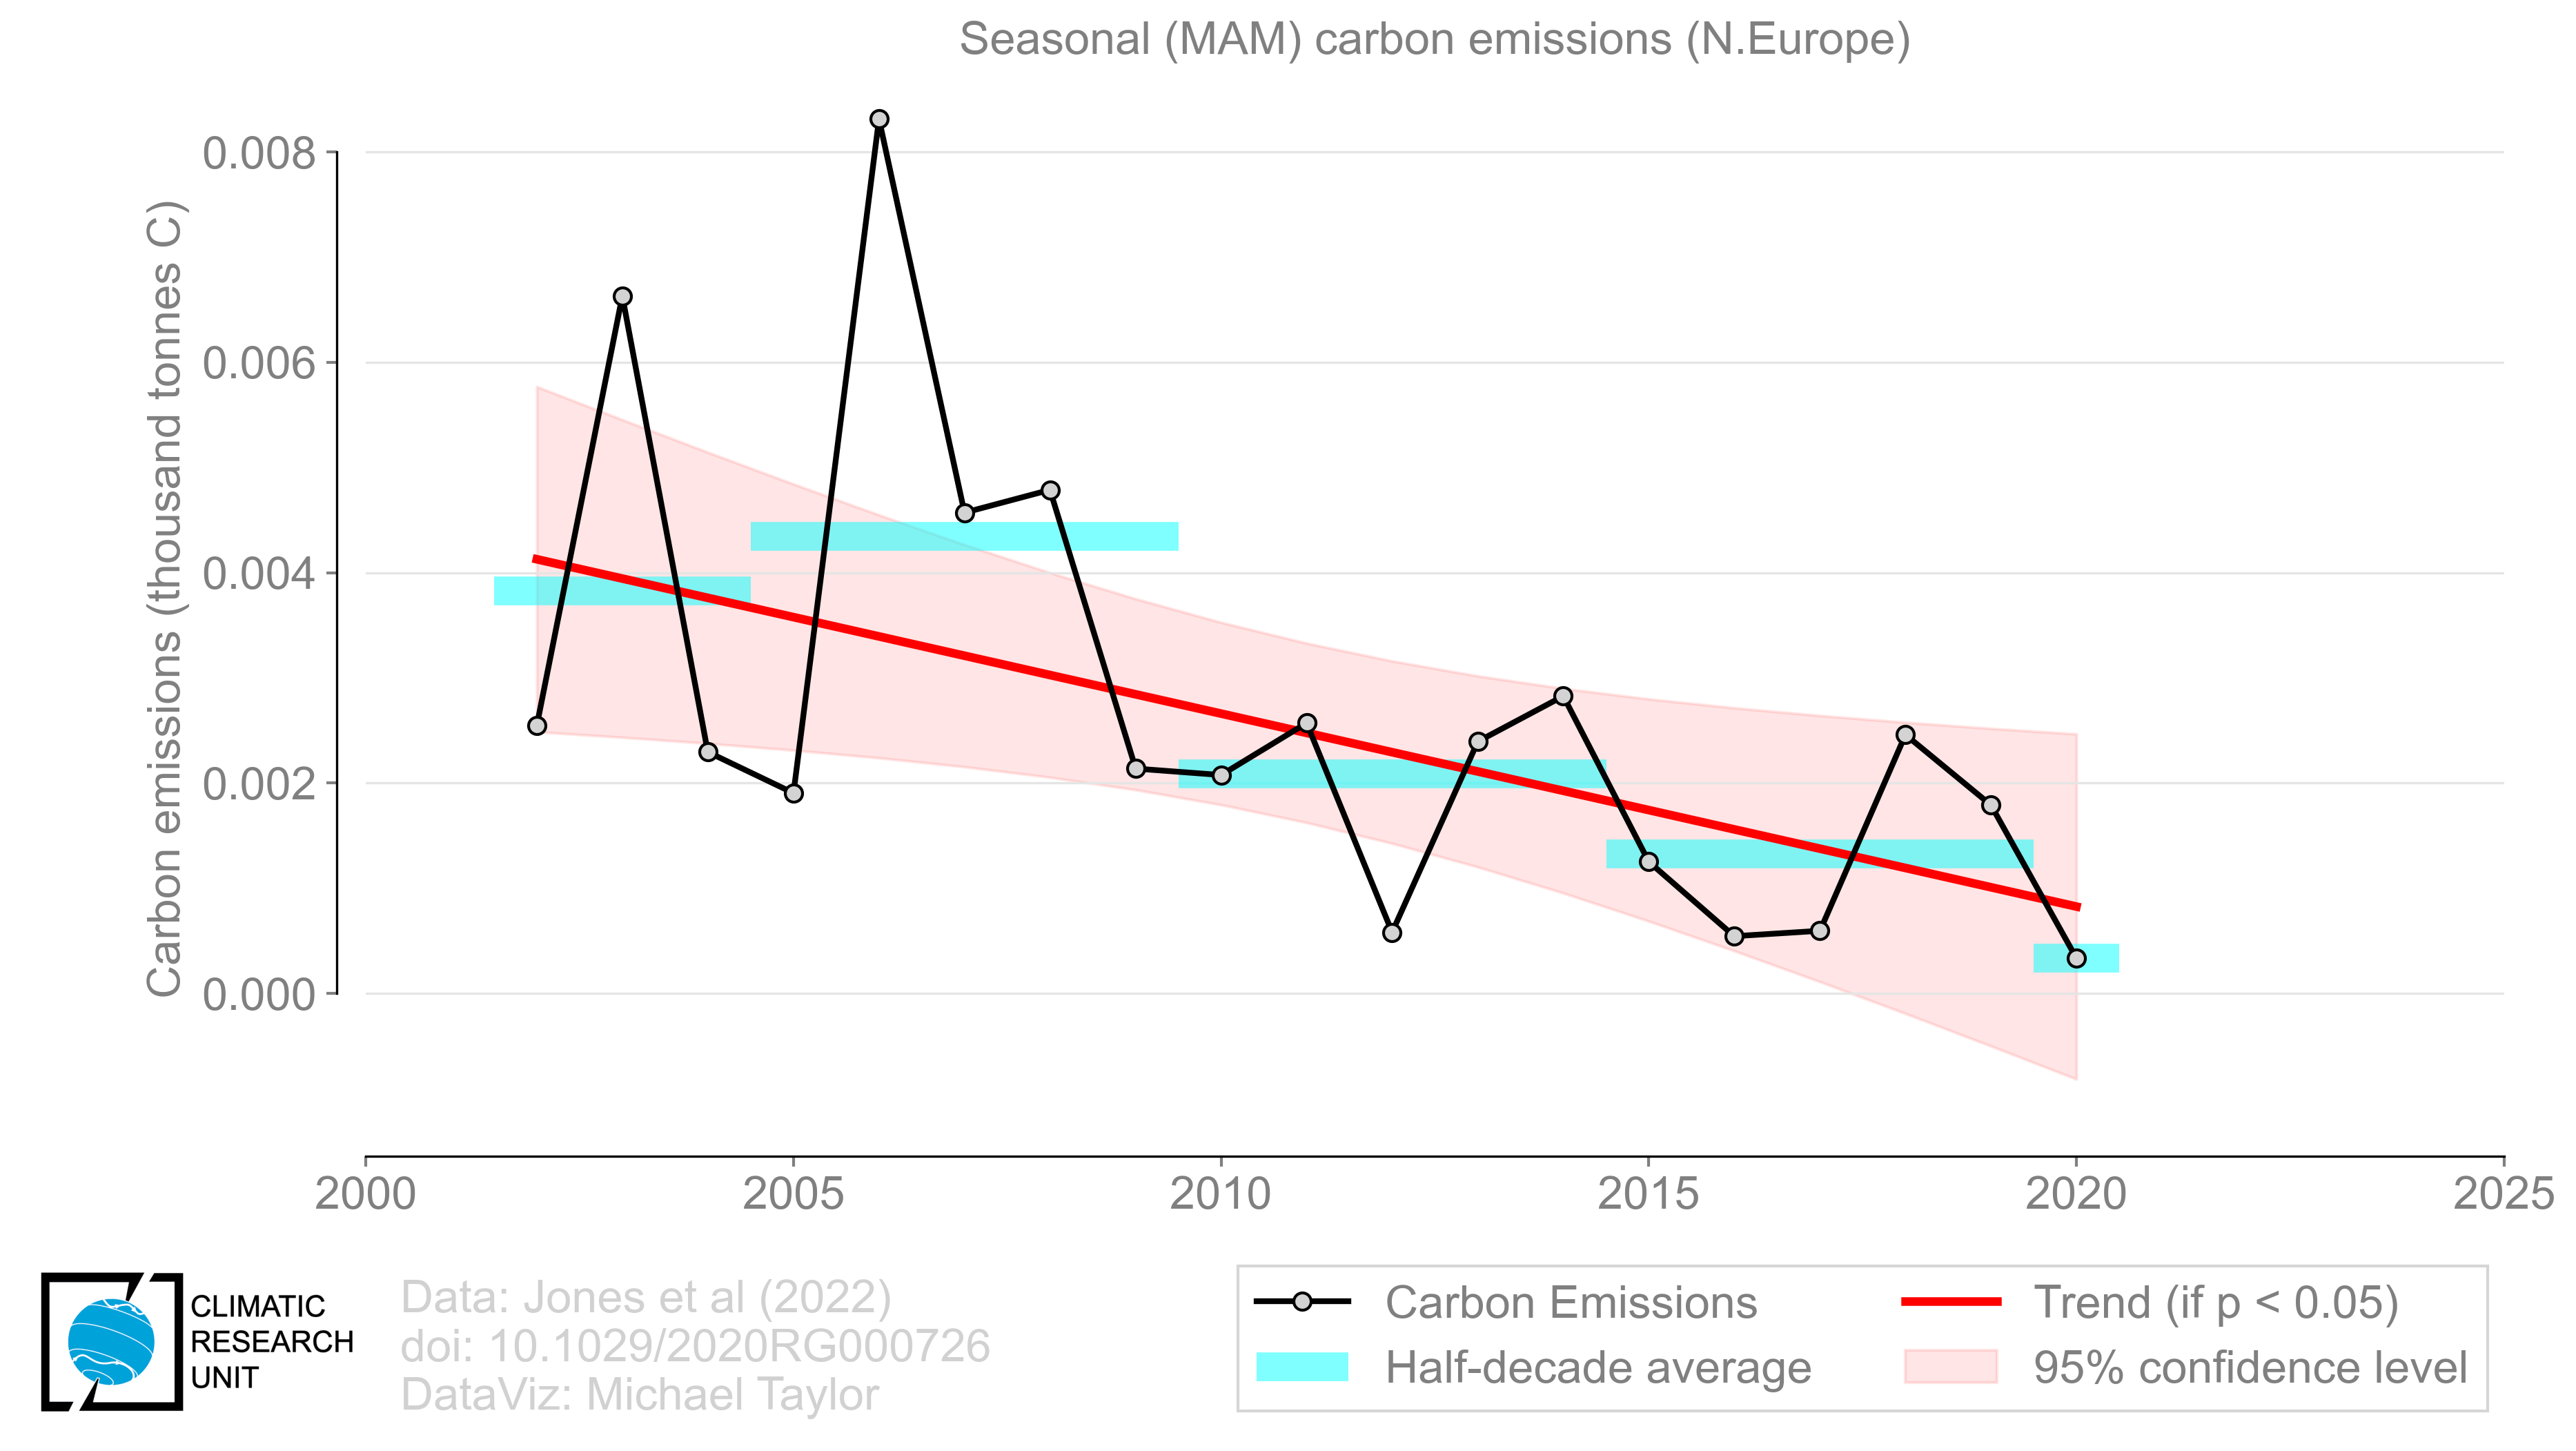 Seasonal (MAM) carbon emissions (N.Europe)
Carbon emissions (thousand tonnes C)
0.008
0.006
0.004
0.002
0.000
2000 2005 2010 2015 2020 2025
CLIMATIC
RESEARCH
UNIT
Data: Jones et al (2022)
doi: 10.1029/2020RG000726
DataViz: Michael Taylor
Carbon Emissions
Half-decade average
Trend (if p < 0.05)
95% confidence level